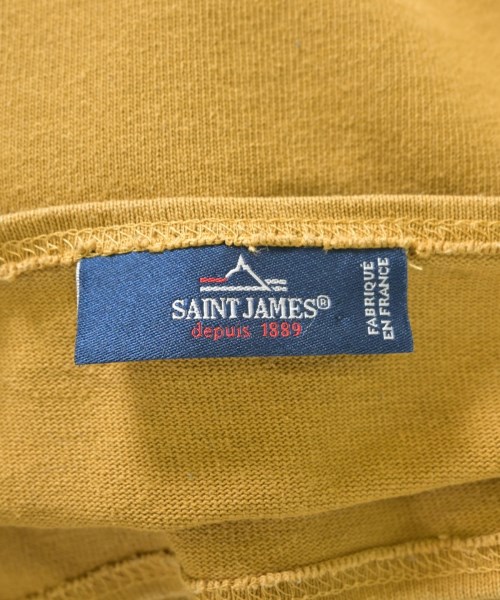 SAINT JAMES®
depuis 1889
FABRIQUÉ
EN FRANCE